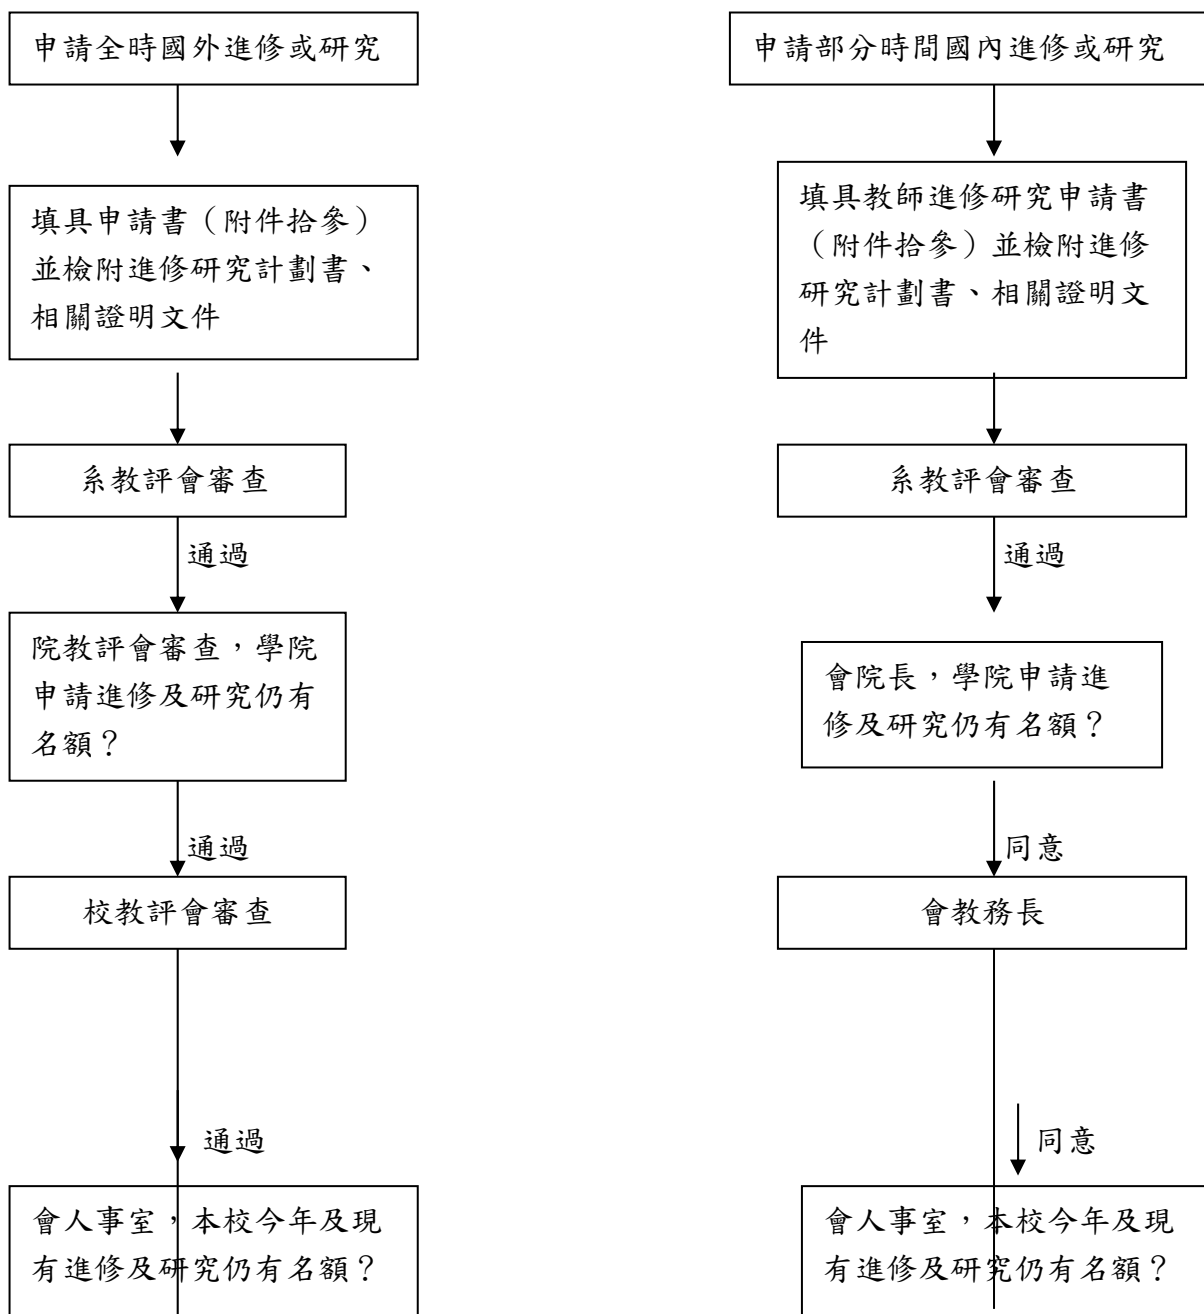 申請全時國外進修或研究
填具申請書（附件拾參）
並檢附進修研究計劃書、
相關證明文件
系教評會審查
通過
院教評會審查，學院
申請進修及研究仍有
名額？
通過
校教評會審查
通過
會人事室，本校今年及現
有進修及研究仍有名額？
申請部分時間國內進修或研究
填具教師進修研究申請書
（附件拾參）並檢附進修
研究計劃書、相關證明文
件
系教評會審查
通過
會院長，學院申請進
修及研究仍有名額？
同意
會教務長
同意
會人事室，本校今年及現
有進修及研究仍有名額？